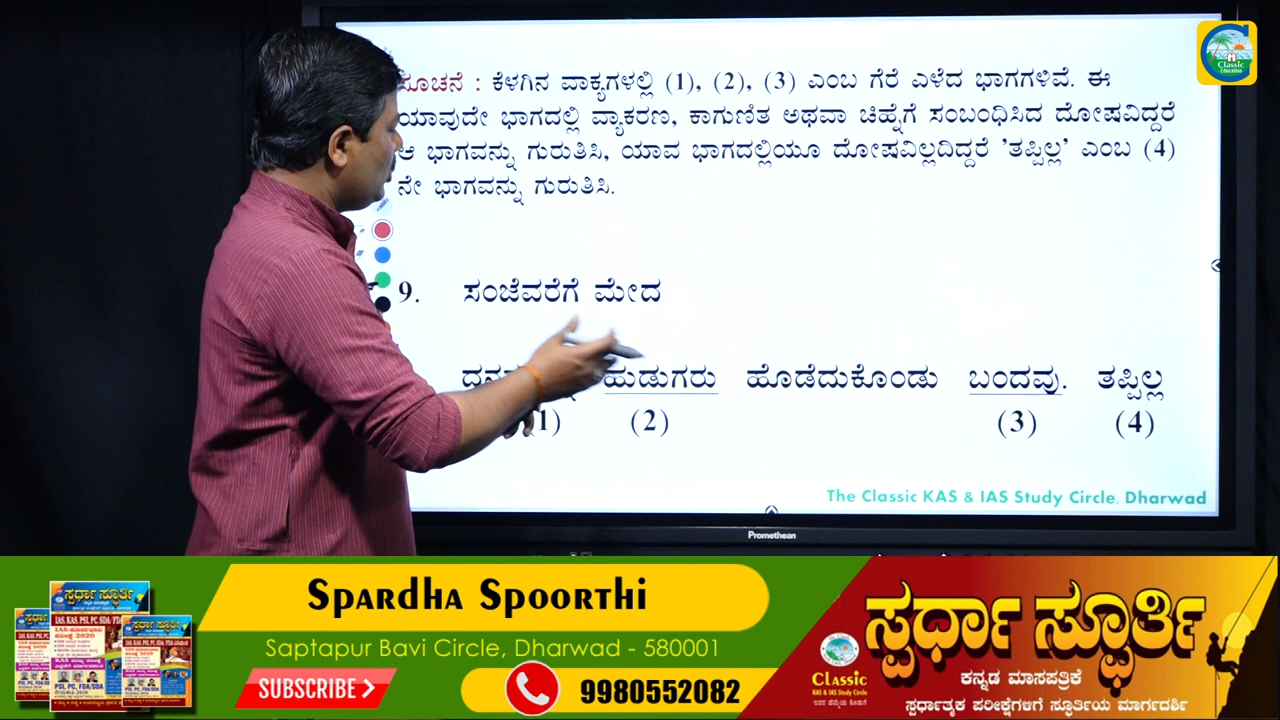 ಸೂಚನೆ : ಕೆಳಗಿನ ವಾಕ್ಯಗಳಲ್ಲಿ (1), (2), (3) ಎಂಬ ಗೆರೆ ಎಳೆದ ಭಾಗಗಳಿವೆ. ಈ
ಯಾವುದೇ ಭಾಗದಲ್ಲಿ ವ್ಯಾಕರಣ, ಕಾಗುಣಿತ ಅಥವಾ ಚಿಹ್ನೆಗೆ ಸಂಬಂಧಿಸಿದ ದೋಷವಿದ್ದರೆ
ಆ ಭಾಗವನ್ನು ಗುರುತಿಸಿ, ಯಾವ ಭಾಗದಲ್ಲಿಯೂ ದೋಷವಿಲ್ಲದಿದ್ದರೆ 'ತಪ್ಪಿಲ್ಲ' ಎಂಬ (4)
ನೇ ಭಾಗವನ್ನು ಗುರುತಿಸಿ.
9. ಸಂಜೆವರೆಗೆ ಮೇದ
ಹುಡುಗರು ಹೊಡೆದುಕೊಂಡು ಬಂದವು. ತಪ್ಪಿಲ್ಲ
(1) (2) (3) (4)
The Classic KAS & IAS Study Circle, Dharwad
Promethean
Classic
Education
Spardha Spoorthi
Saptapur Bavi Circle, Dharwad - 580001
SUBSCRIBE
9980552082
ಸ್ಪರ್ಧಾ ಸ್ಫೂರ್ತಿ
ಸ್ಪರ್ಧಾ ಸ್ಫೂರ್ತಿ
ಕನ್ನಡ ಮಾಸಪತ್ರಿಕೆ
ಸ್ಪರ್ಧಾತ್ಮಕ ಪರೀಕ್ಷೆಗಳಿಗೆ ಸ್ಫೂರ್ತಿಯ ಮಾರ್ಗದರ್ಶಿ
Classic
KAS & IAS Study Circle